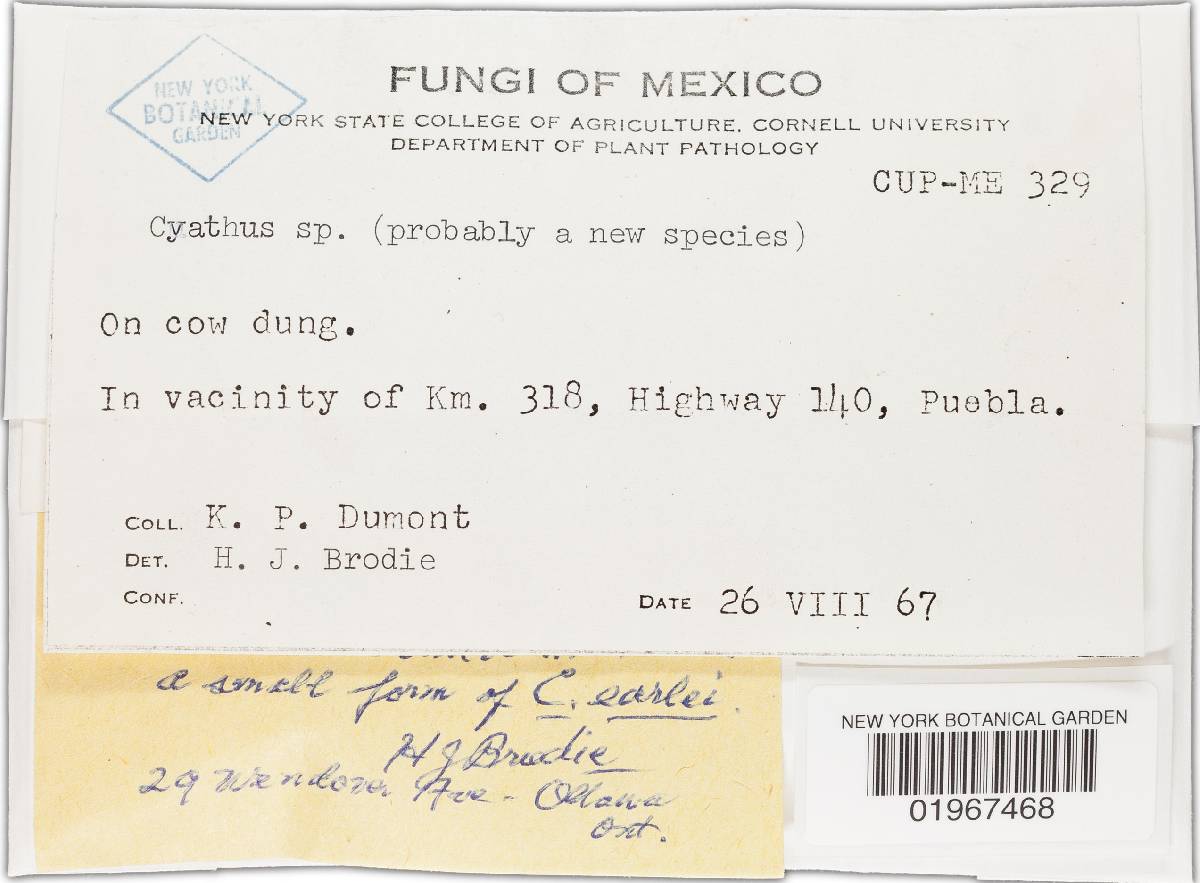 NEW YORK
BOTANICAL
GARDEN
FUNGI OF MEXICO
NEW YORK STATE COLLEGE OF AGRICULTURE, CORNELL UNIVERSITY
DEPARTMENT OF PLANT PATHOLOGY
CUP-ME 329
Cyathus sp. (probably a new species)
On cow dung.
In vacinity of Km. 318, Highway 140, Puebla.
COLL. K. P. Dumont
DET. H. J. Brodie
CONF.
DATE 26 VIII 67
a small form of C. earlei.
H J Brodie
29 Wendover Ave - Ottawa
Ont.
NEW YORK BOTANICAL GARDEN
01967468